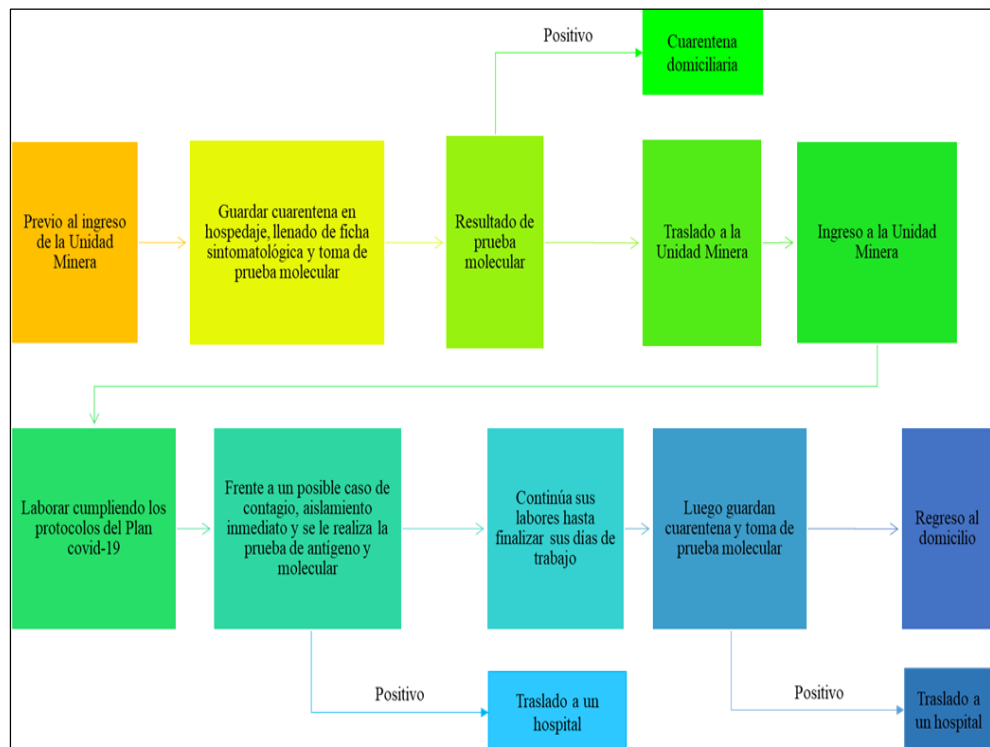 Positivo
Cuarentena
domiciliaria
Previo al ingreso
de la Unidad
Minera
Guardar cuarentena en
hospedaje, llenado de ficha
sintomatológica y toma de
prueba molecular
Resultado de
prueba
molecular
Traslado a la
Unidad Minera
Ingreso a la Unidad
Minera
Laborar cumpliendo los
protocolos del Plan
covid-19
Frente a un posible caso de
contagio, aislamiento
inmediato y se le realiza la
prueba de antígeno y
molecular
Continúa sus
labores hasta
finalizar sus días de
trabajo
Luego guardan
cuarentena y toma de
prueba molecular
Regreso al
domicilio
Positivo
Traslado a un
hospital
Positivo
Traslado a
un hospital